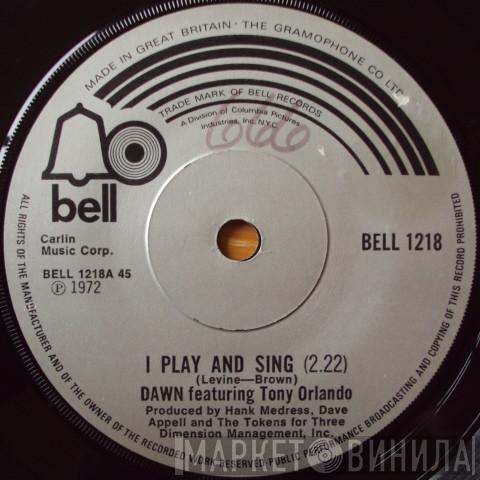 MADE IN GREAT BRITAIN · THE GRAMOPHONE CO LTD
TRADE MARK OF BELL RECORDS
A Division of Columbia Pictures
Industries, Inc. N.Y.C.
666
bell
Carlin
Music Corp.
BELL 1218
BELL 1218A 45
Ⓟ 1972
I PLAY AND SING (2.22)
(Levine—Brown)
DAWN featuring Tony Orlando
Produced by Hank Medress, Dave
Appell and The Tokens for Three
Dimension Management, Inc.
ALL RIGHTS OF THE MANUFACTURER AND OF THE OWNER OF THE RECORDED WORK RESERVED·PUBLIC PERFORMANCE BROADCASTING AND COPYING OF THIS RECORD PROHIBITED
МАРКЕТ ВИНИЛА